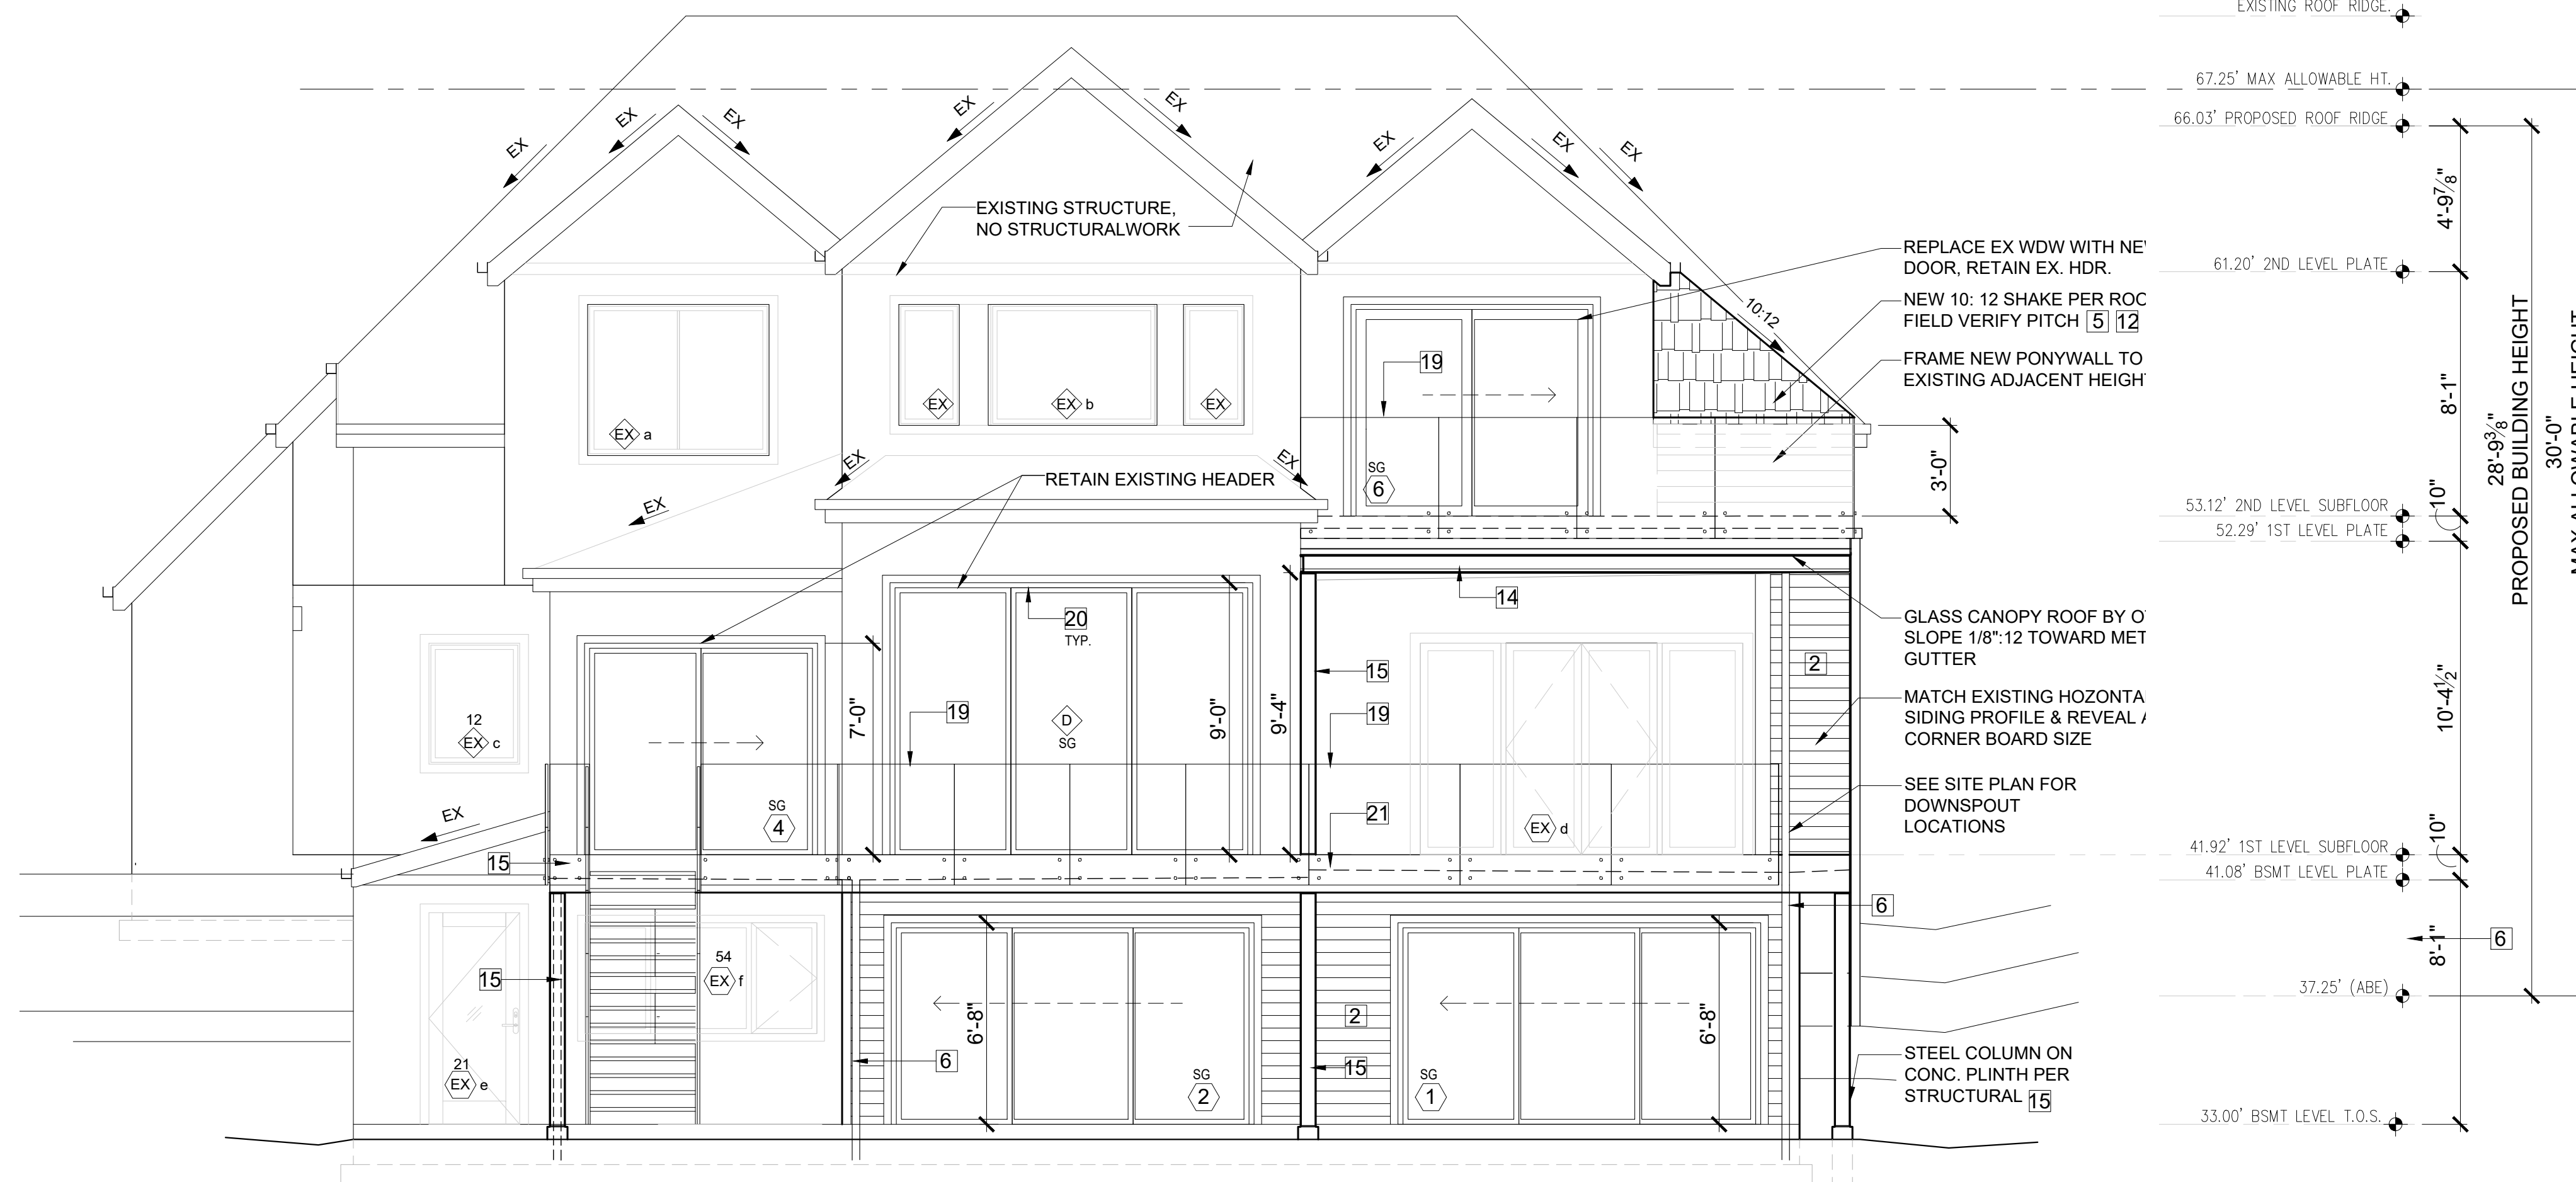 EXISTING ROOF RIDGE.
67.25' MAX ALLOWABLE HT.
66.03' PROPOSED ROOF RIDGE
61.20' 2ND LEVEL PLATE
53.12' 2ND LEVEL SUBFLOOR
52.29' 1ST LEVEL PLATE
41.92' 1ST LEVEL SUBFLOOR
41.08' BSMT LEVEL PLATE
37.25' (ABE)
33.00' BSMT LEVEL T.O.S.
4'-9⅞"
8'-1"
10"
10'-4½"
10"
8'-1"
6
28'-9⅜"
PROPOSED BUILDING HEIGHT
30'-0"
MAX ALLOWABLE HEIGHT
EX
EX
EX
EX
EX
EX
EX
EX
EXISTING STRUCTURE,
NO STRUCTURALWORK
REPLACE EX WDW WITH NE
DOOR, RETAIN EX. HDR.
NEW 10: 12 SHAKE PER ROO
FIELD VERIFY PITCH 5 12
FRAME NEW PONYWALL TO
EXISTING ADJACENT HEIGH
10:12
3'-0"
19
EX a
EX
EX b
EX
SG
6
EX
EX
EX
RETAIN EXISTING HEADER
20
TYP.
14
GLASS CANOPY ROOF BY O
SLOPE 1/8":12 TOWARD MET
GUTTER
2
MATCH EXISTING HOZONTA
SIDING PROFILE & REVEAL
CORNER BOARD SIZE
SEE SITE PLAN FOR
DOWNSPOUT
LOCATIONS
15
19
21
7'-0"
9'-0"
9'-4"
19
D
SG
12
EX c
SG
4
EX d
EX
15
15
54
EX f
21
EX e
6
6'-8"
SG
2
2
15
SG
1
6'-8"
6
STEEL COLUMN ON
CONC. PLINTH PER
STRUCTURAL 15